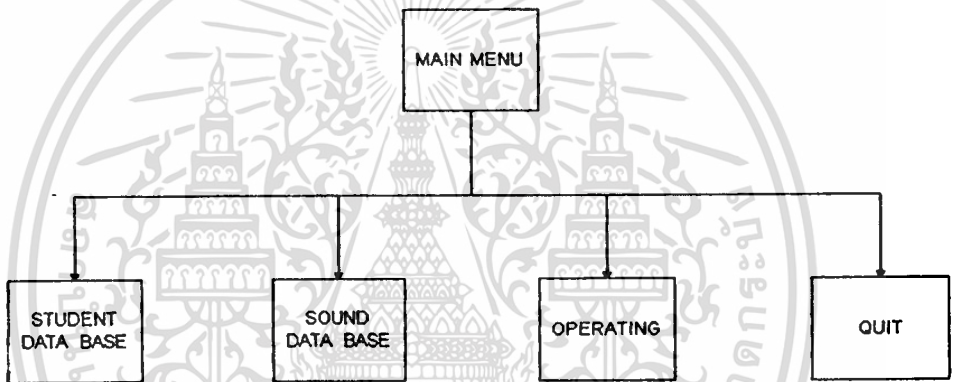 MAIN MENU
STUDENT
DATA BASE
SOUND
DATA BASE
OPERATING
QUIT